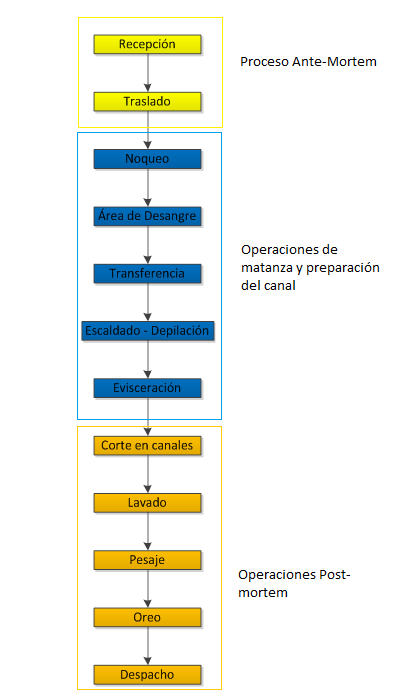 Recepción
Proceso Ante-Mortem
Traslado
Noqueo
Área de Desangre
Operaciones de
matanza y preparación
del canal
Transferencia
Escaldado - Depilación
Evisceración
Corte en canales
Lavado
Pesaje
Operaciones Post-
mortem
Oreo
Despacho